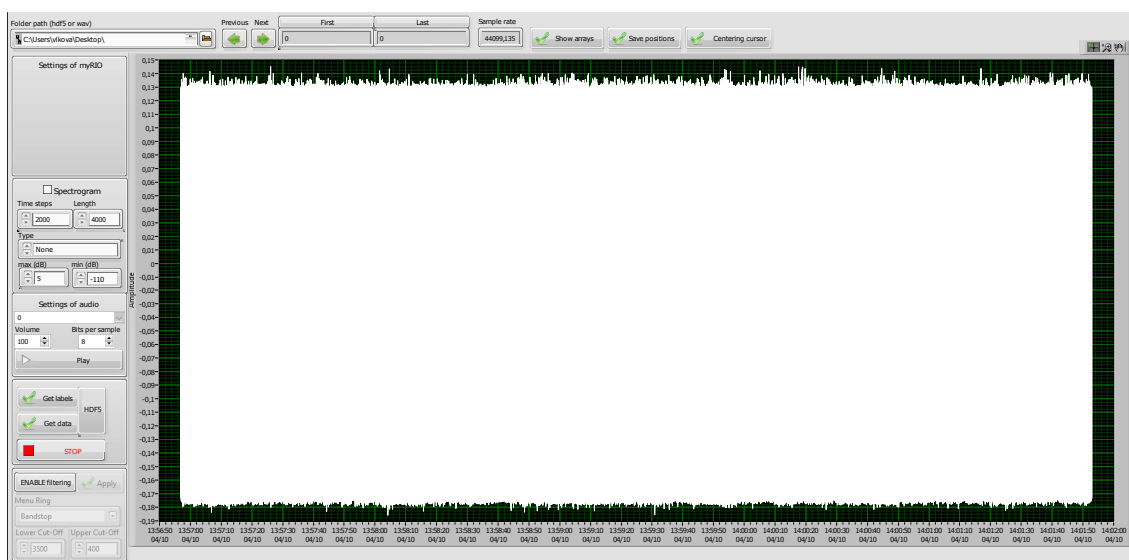 Folder path (hdf5 or wav)
C:\Users\vlkova\Desktop\
Previous Next
First
Last
0
0
Sample rate
44099,135
Show arrays
Save positions
Centering cursor
Settings of myRIO
Spectrogram
Time steps Length
2000 4000
Type
None
max (dB) min (dB)
5 -110
Settings of audio
0
Volume Bits per sample
100 8
Play
Get labels
HDF5
Get data
STOP
ENABLE filtering Apply
Menu Ring
Bandstop
Lower Cut-Off Upper Cut-Off
3500 400
Amplitude
0,15
0,14
0,13
0,12
0,11
0,1
0,09
0,08
0,07
0,06
0,05
0,04
0,03
0,02
0,01
0
-0,01
-0,02
-0,03
-0,04
-0,05
-0,06
-0,07
-0,08
-0,09
-0,1
-0,11
-0,12
-0,13
-0,14
-0,15
-0,16
-0,17
-0,18
-0,19
13:56:50 13:57:00 13:57:10 13:57:20 13:57:30 13:57:40 13:57:50 13:58:00 13:58:10 13:58:20 13:58:30 13:58:40 13:58:50 13:59:00 13:59:10 13:59:20 13:59:30 13:59:40 13:59:50 14:00:00 14:00:10 14:00:20 14:00:30 14:00:40 14:00:50 14:01:00 14:01:10 14:01:20 14:01:30 14:01:40 14:01:50 14:02:00
04/10 04/10 04/10 04/10 04/10 04/10 04/10 04/10 04/10 04/10 04/10 04/10 04/10 04/10 04/10 04/10 04/10 04/10 04/10 04/10 04/10 04/10 04/10 04/10 04/10 04/10 04/10 04/10 04/10 04/10 04/10 04/10